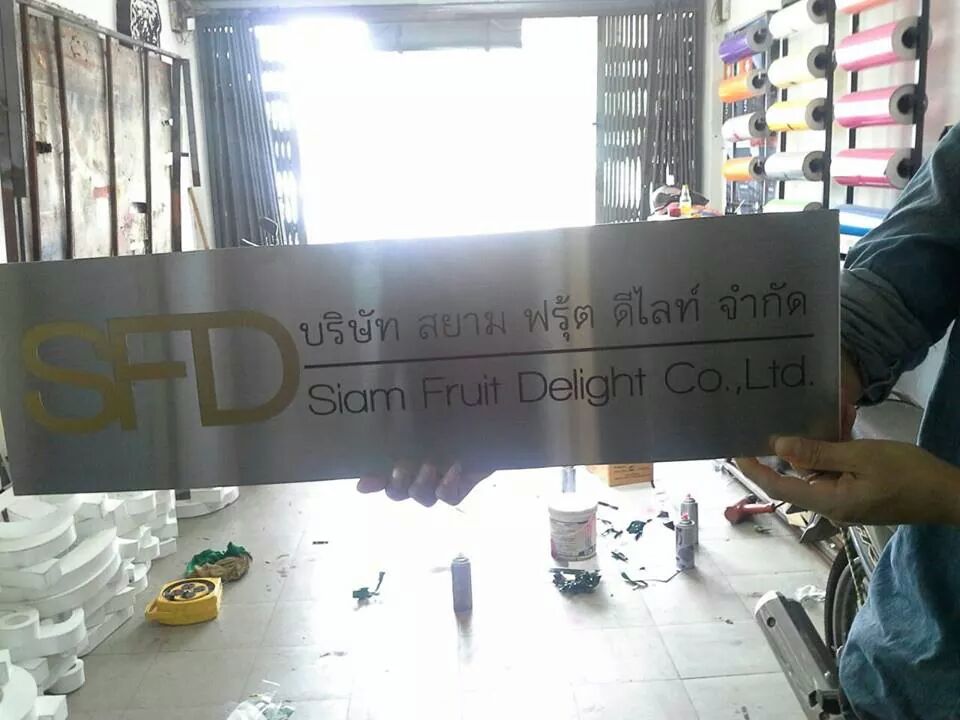 SFD
บริษัท สยาม ฟรุ้ต ดีไลท์ จำกัด
Siam Fruit Delight Co.,Ltd.